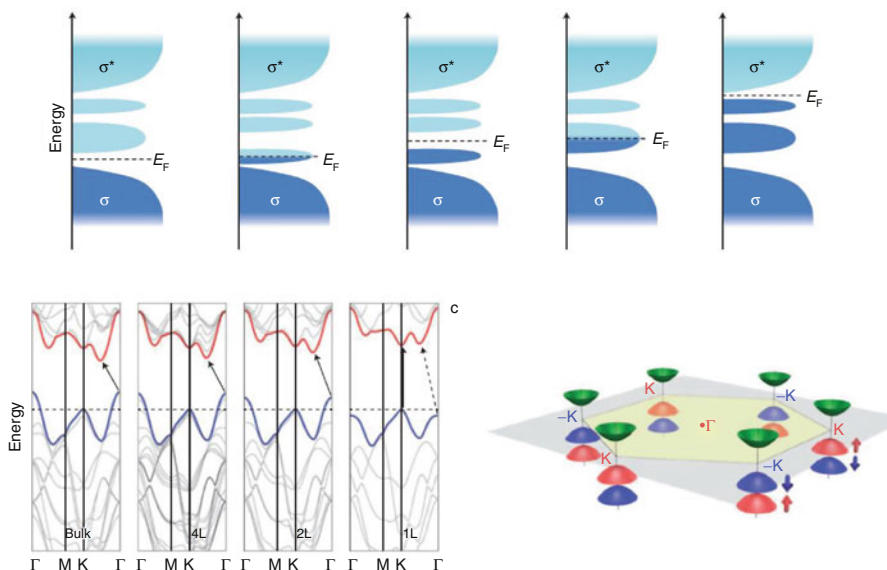 Energy
σ*
σ
E_F
σ*
σ
E_F
σ*
σ
E_F
σ*
σ
E_F
σ*
σ
E_F
c
Energy
Bulk
4L
2L
1L
Γ M K Γ
Γ M K Γ
Γ M K Γ
Γ M K Γ
K
−K
−K
•Γ
K
K
−K